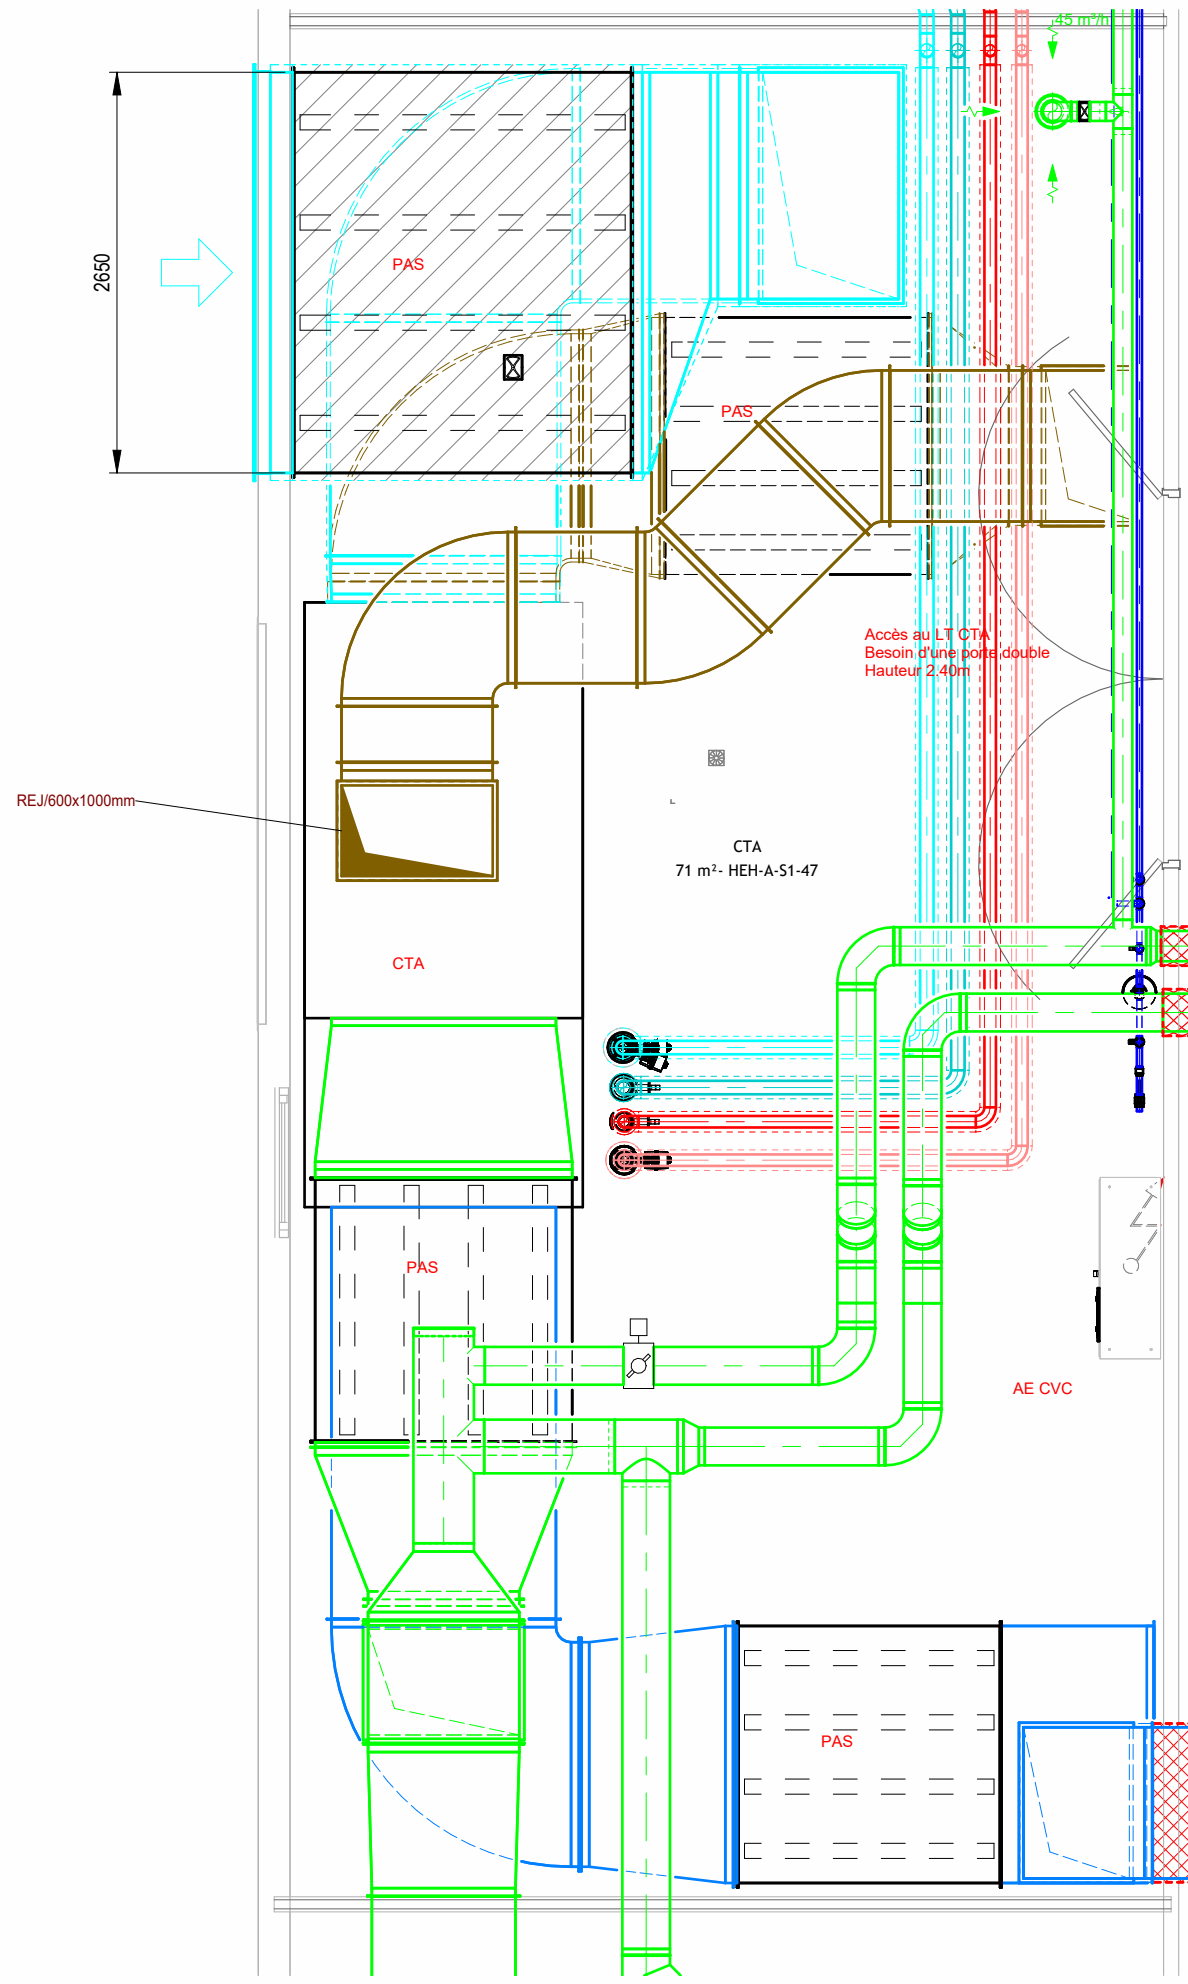 45 m³/h
2650
PAS
PAS
Accès au LT CTA
Besoin d'une porte double
Hauteur 2.40m
REJ/600x1000mm
CTA
71 m²- HEH-A-S1-47
CTA
PAS
AE CVC
PAS